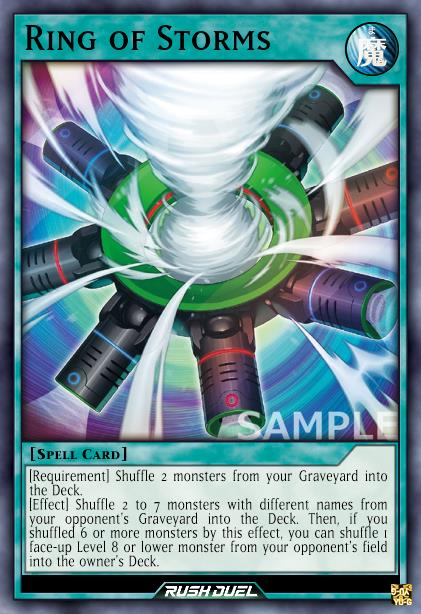 RING OF STORMS
ま
魔
SAMPLE
[SPELL CARD]
[Requirement] Shuffle 2 monsters from your Graveyard into
the Deck.
[Effect] Shuffle 2 to 7 monsters with different names from
your opponent's Graveyard into the Deck. Then, if you
shuffled 6 or more monsters by this effect, you can shuffle 1
face-up Level 8 or lower monster from your opponent's field
into the owner's Deck.
RUSH DUEL